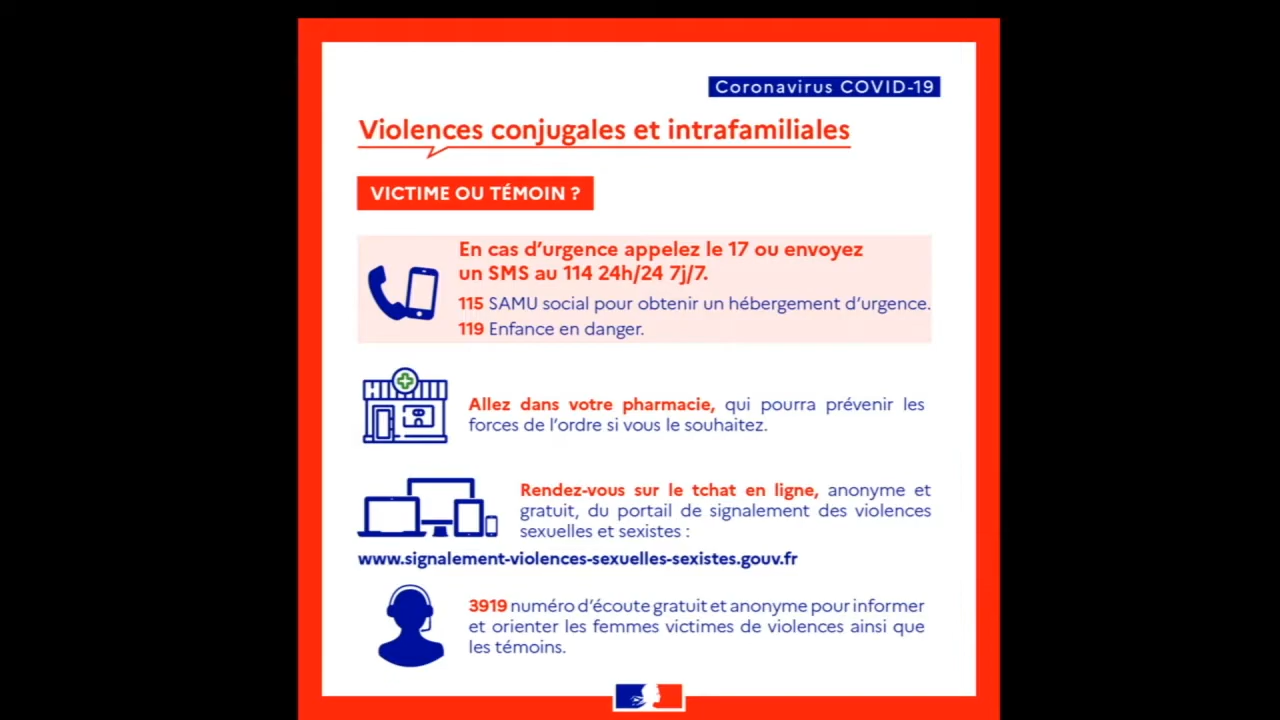 Coronavirus COVID-19
Violences conjugales et intrafamiliales
VICTIME OU TÉMOIN ?
En cas d’urgence appelez le 17 ou envoyez
un SMS au 114 24h/24 7j/7.
115 SAMU social pour obtenir un hébergement d’urgence.
119 Enfance en danger.
Allez dans votre pharmacie, qui pourra prévenir les
forces de l’ordre si vous le souhaitez.
Rendez-vous sur le tchat en ligne, anonyme et
gratuit, du portail de signalement des violences
sexuelles et sexistes :
www.signalement-violences-sexuelles-sexistes.gouv.fr
3919 numéro d’écoute gratuit et anonyme pour informer
et orienter les femmes victimes de violences ainsi que
les témoins.